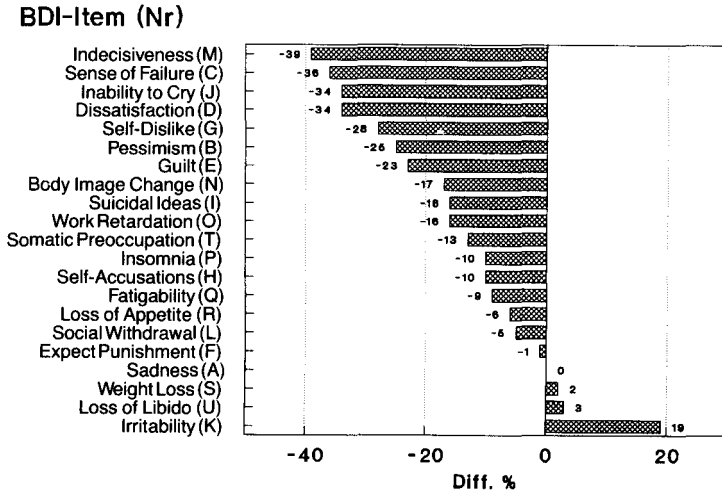 BDI-Item (Nr)
Indecisiveness (M) -39
Sense of Failure (C) -36
Inability to Cry (J) -34
Dissatisfaction (D) -34
Self-Dislike (G) -28
Pessimism (B) -25
Guilt (E) -23
Body Image Change (N) -17
Suicidal Ideas (I) -16
Work Retardation (O) -16
Somatic Preoccupation (T) -13
Insomnia (P) -10
Self-Accusations (H) -10
Fatigability (Q) -9
Loss of Appetite (R) -6
Social Withdrawal (L) -5
Expect Punishment (F) -1
Sadness (A) 0
Weight Loss (S) 2
Loss of Libido (U) 3
Irritability (K) 19
-40 -20 0 20
Diff. %